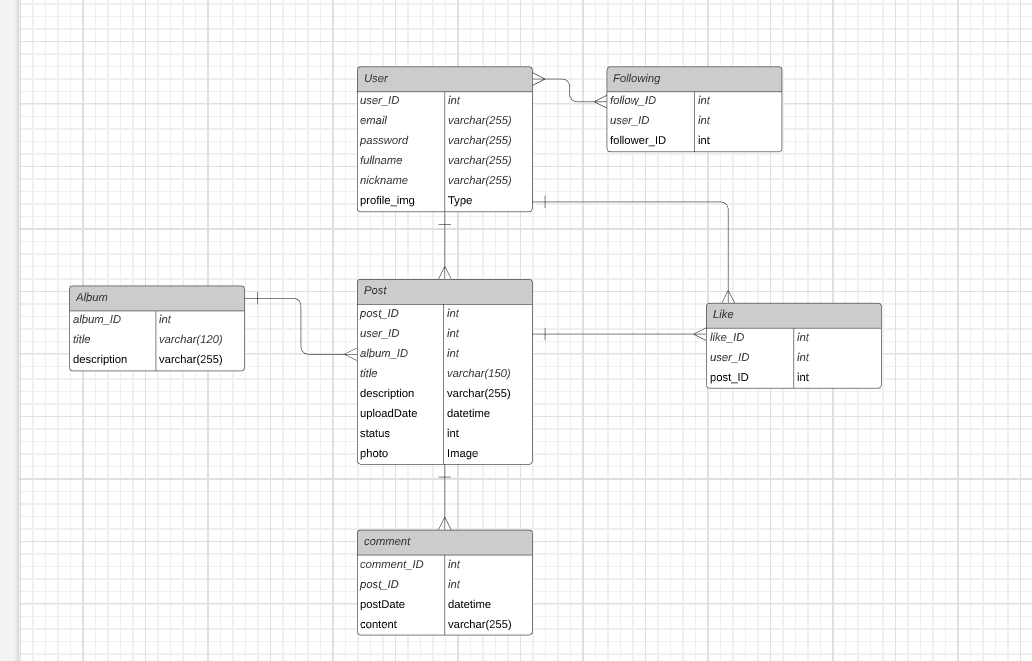 User
user_ID int
email varchar(255)
password varchar(255)
fullname varchar(255)
nickname varchar(255)
profile_img Type
Following
follow_ID int
user_ID int
follower_ID int
Album
album_ID int
title varchar(120)
description varchar(255)
Post
post_ID int
user_ID int
album_ID int
title varchar(150)
description varchar(255)
uploadDate datetime
status int
photo Image
Like
like_ID int
user_ID int
post_ID int
comment
comment_ID int
post_ID int
postDate datetime
content varchar(255)